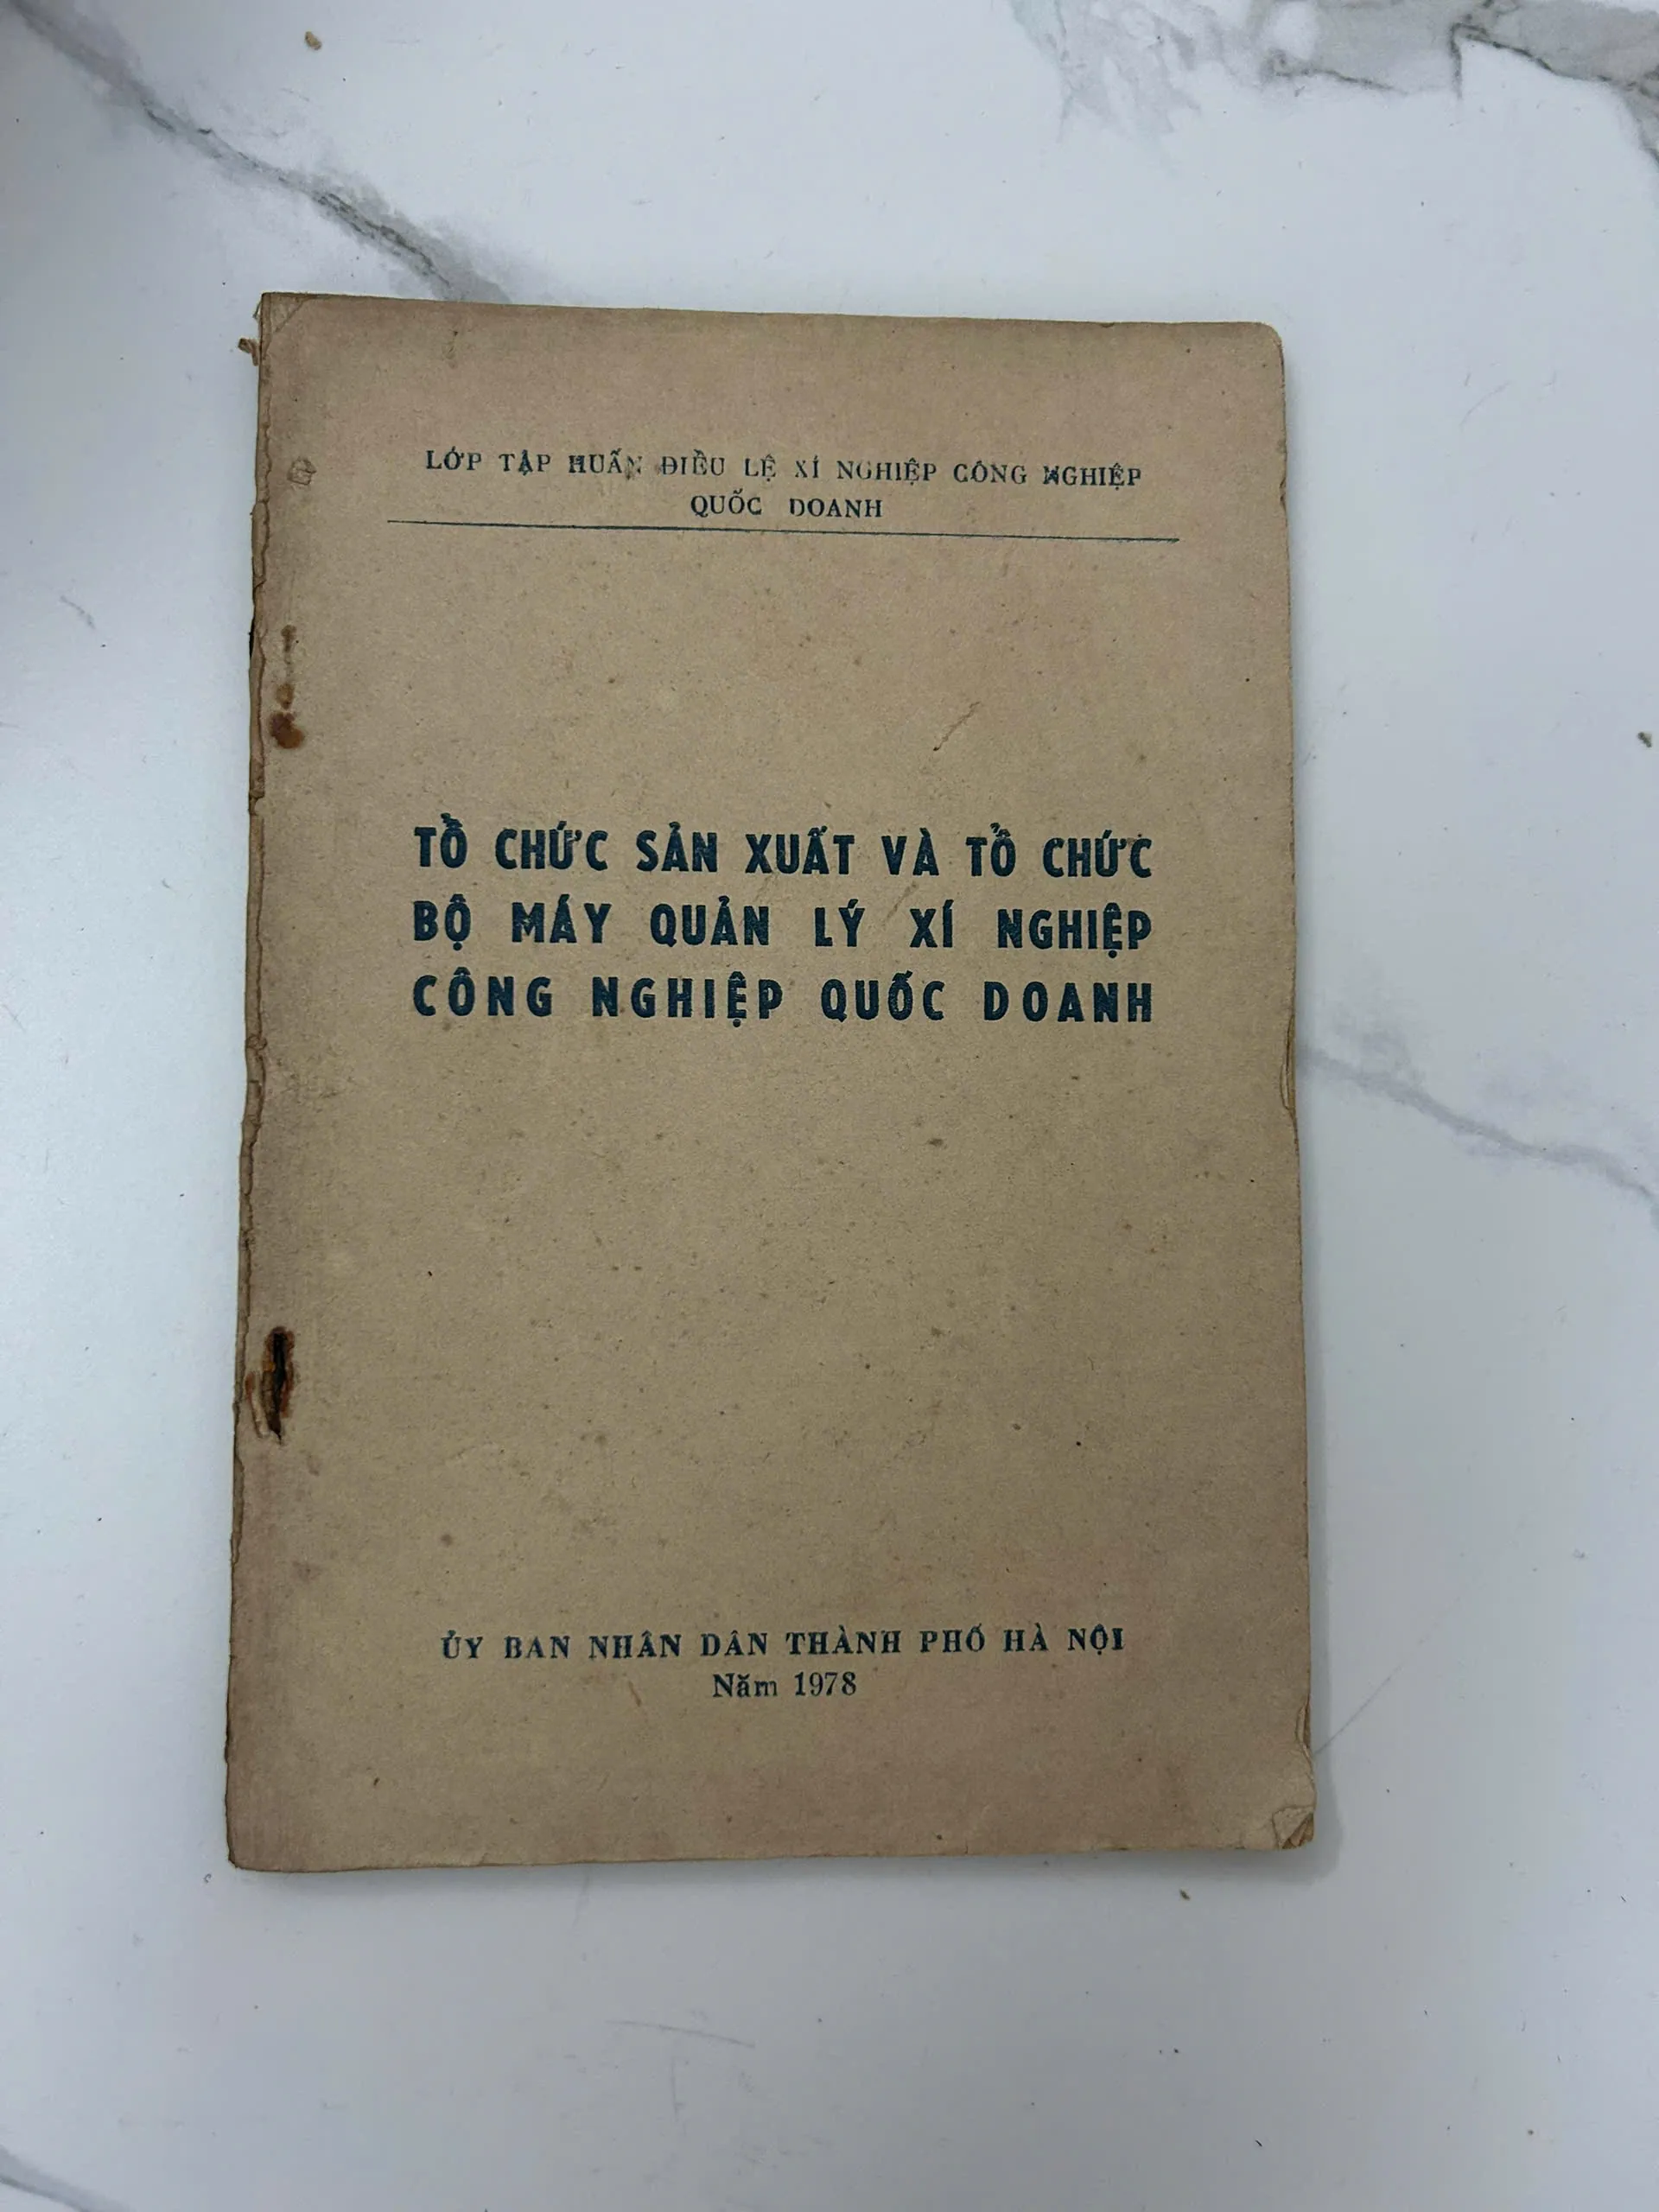 LỚP TẬP HUẤN ĐIỀU LỆ XÍ NGHIỆP CÔNG NGHIỆP
QUỐC DOANH
TỔ CHỨC SẢN XUẤT VÀ TỔ CHỨC
BỘ MÁY QUẢN LÝ XÍ NGHIỆP
CÔNG NGHIỆP QUỐC DOANH
ỦY BAN NHÂN DÂN THÀNH PHỐ HÀ NỘI
Năm 1978